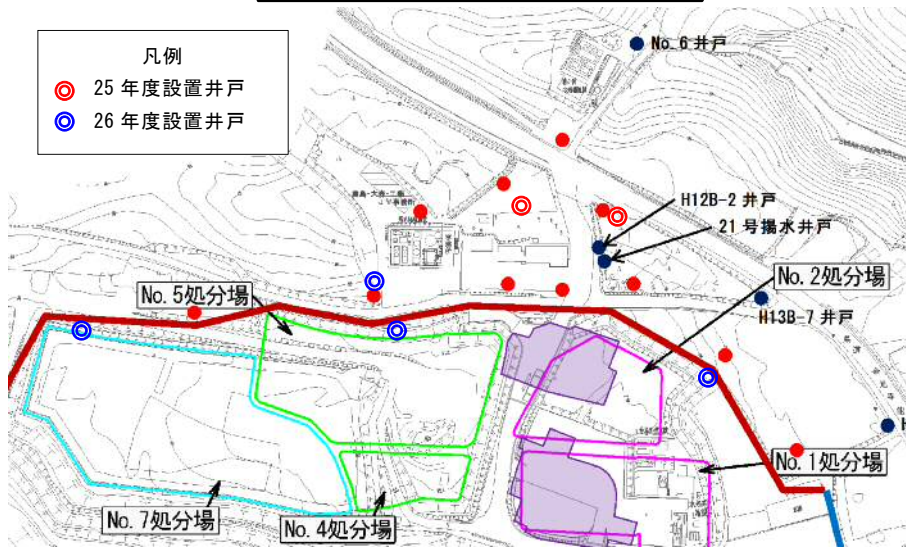 凡例
25 年度設置井戸
26 年度設置井戸
No. 6 井戸
H12B-2 井戸
21 号揚水井戸
No. 2処分場
No. 5処分場
H13B-7 井戸
No. 1処分場
No. 7処分場
No. 4処分場